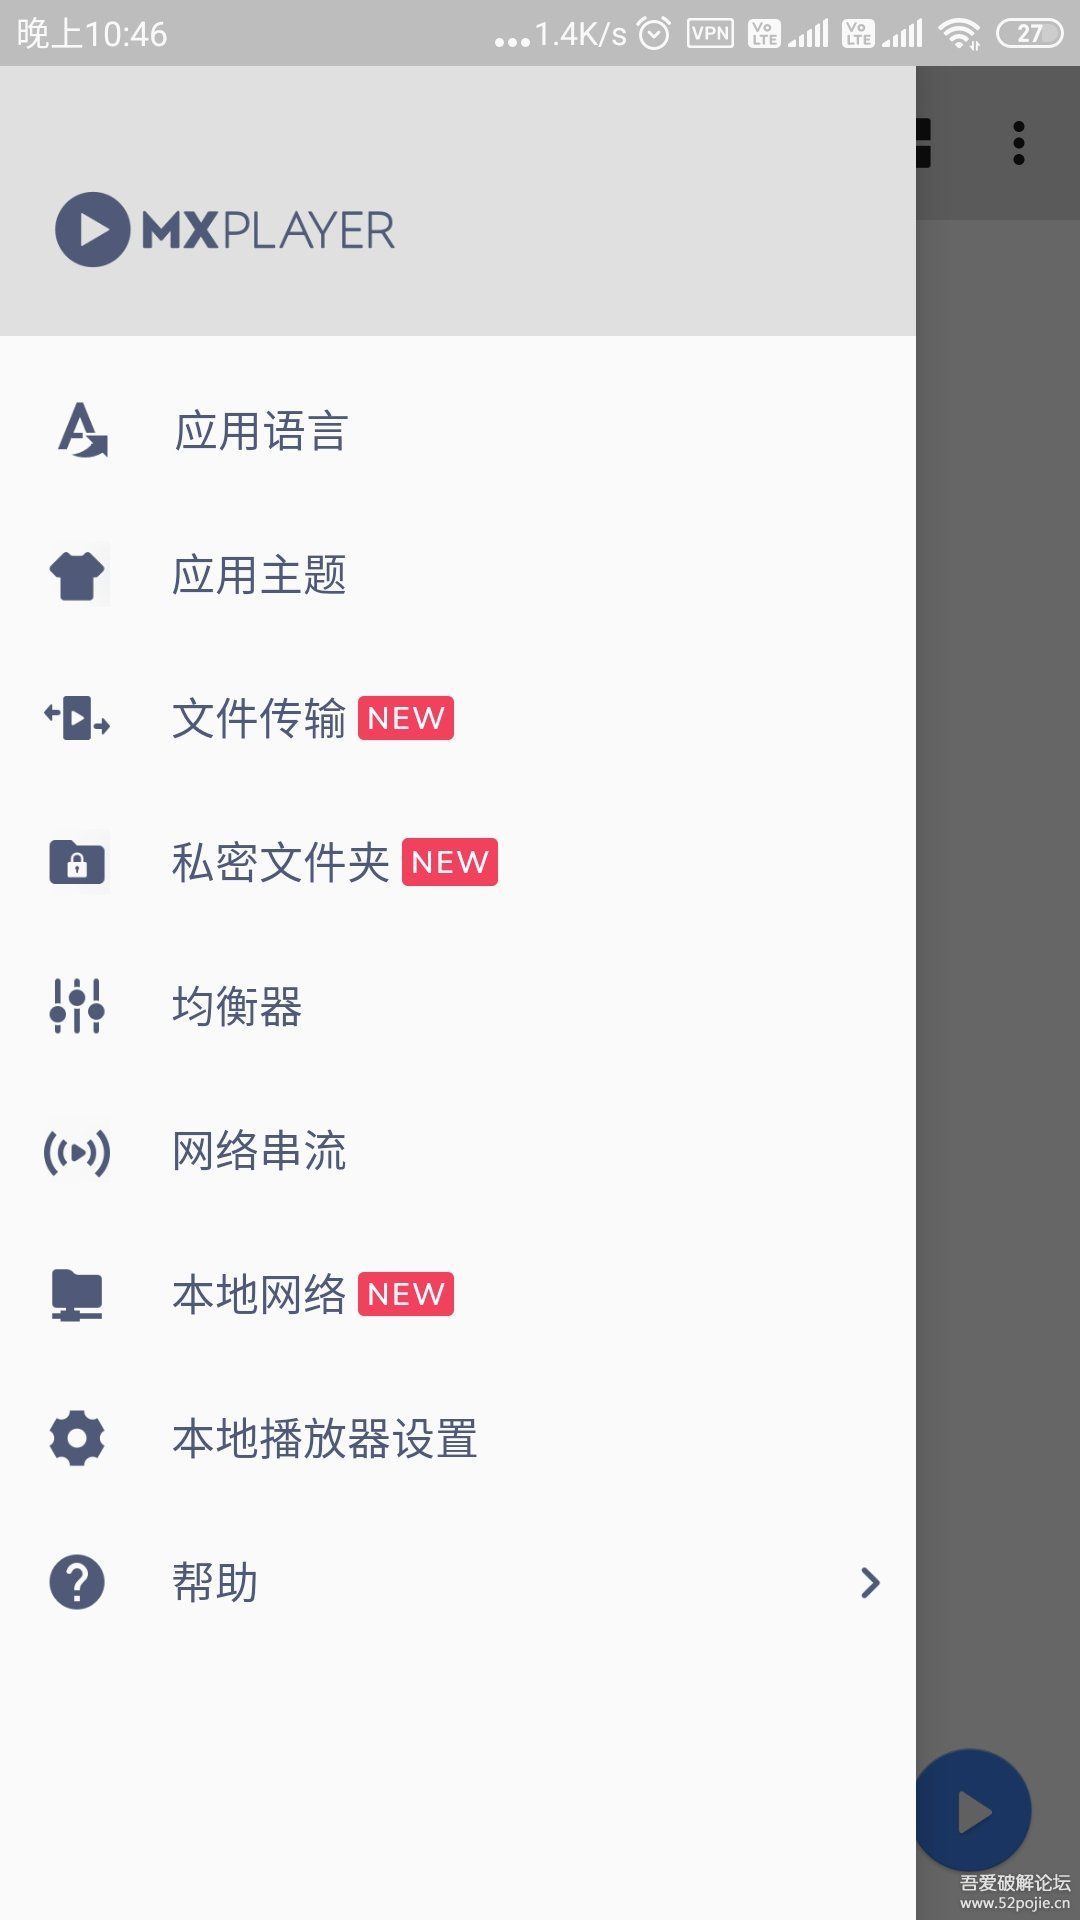 晚上10:46
...1.4K/s VPN Vo LTE Vo LTE 27
MXPLAYER
应用语言
应用主题
文件传输 NEW
私密文件夹 NEW
均衡器
网络串流
本地网络 NEW
本地播放器设置
帮助
吾爱破解论坛
www.52pojie.cn